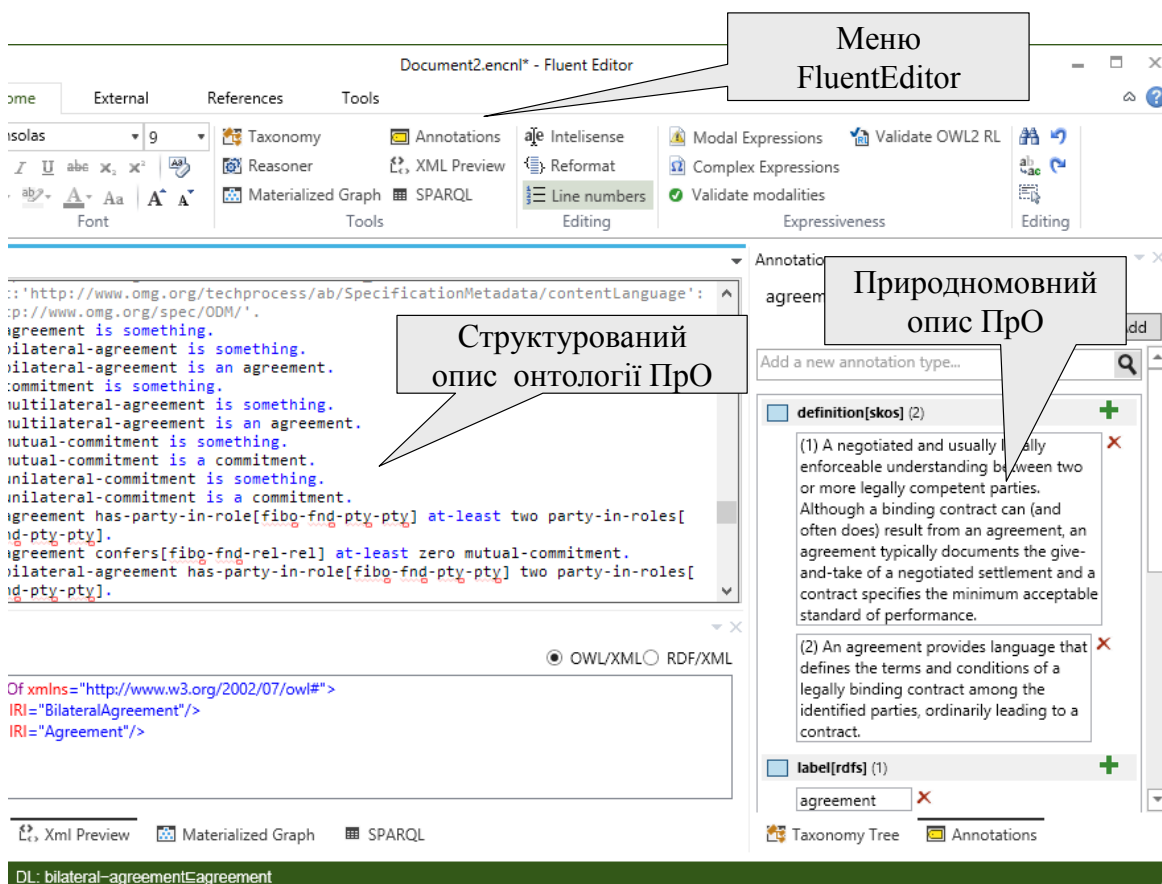 Меню
FluentEditor
Document2.encnl* - Fluent Editor
ome External References Tools
nsolas 9
Taxonomy Annotations Intelisense Modal Expressions Validate OWL2 RL
I U abc x₂ x² Reasoner XML Preview Reformat Complex Expressions
A Aa A A Materialized Graph SPARQL Line numbers Validate modalities
Font Tools Editing Expressiveness Editing
Annotatio
Природномовний
опис ПрО
agreem
dd
Add a new annotation type...
Структурований
опис онтології ПрО
:'http://www.omg.org/techprocess/ab/SpecificationMetadata/contentLanguage':
tp://www.omg.org/spec/ODM/'.
agreement is something.
bilateral-agreement is something.
bilateral-agreement is an agreement.
commitment is something.
multilateral-agreement is something.
multilateral-agreement is an agreement.
mutual-commitment is something.
mutual-commitment is a commitment.
unilateral-commitment is something.
unilateral-commitment is a commitment.
agreement has-party-in-role[fibo-fnd-pty-pty] at-least two party-in-roles[
nd-pty-pty].
agreement confers[fibo-fnd-rel-rel] at-least zero mutual-commitment.
bilateral-agreement has-party-in-role[fibo-fnd-pty-pty] two party-in-roles[
nd-pty-pty].
definition[skos] (2)
(1) A negotiated and usually l ally
enforceable understanding between two
or more legally competent parties.
Although a binding contract can (and
often does) result from an agreement, an
agreement typically documents the give-
and-take of a negotiated settlement and a
contract specifies the minimum acceptable
standard of performance.
(2) An agreement provides language that
defines the terms and conditions of a
legally binding contract among the
identified parties, ordinarily leading to a
contract.
label[rdfs] (1)
agreement
OWL/XML RDF/XML
Of xmlns="http://www.w3.org/2002/07/owl#">
IRI="BilateralAgreement"/>
IRI="Agreement"/>
Xml Preview Materialized Graph SPARQL
Taxonomy Tree Annotations
DL: bilateral-agreement⊑agreement